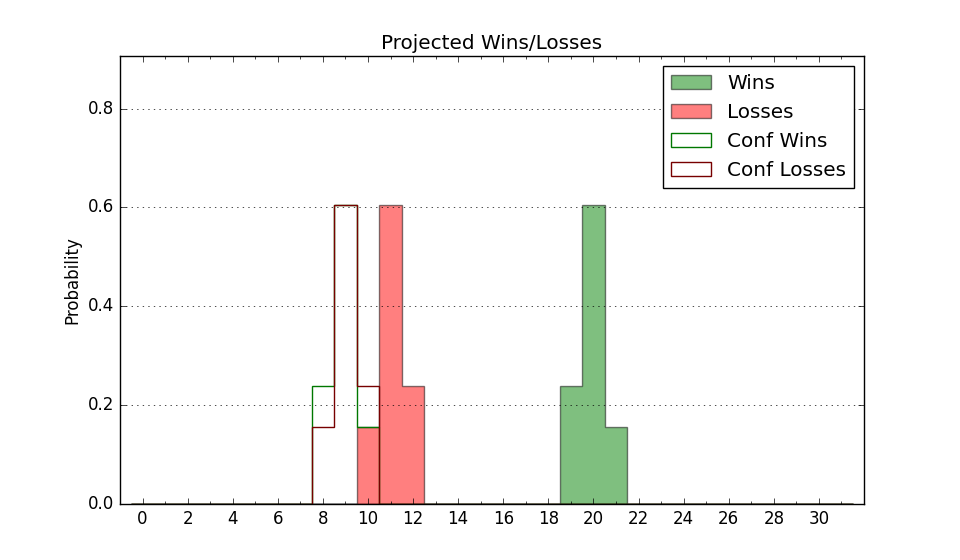 Projected Wins/Losses
Wins
Losses
Conf Wins
Conf Losses
Probability
0.8
0.6
0.4
0.2
0.0
0 2 4 6 8 10 12 14 16 18 20 22 24 26 28 30